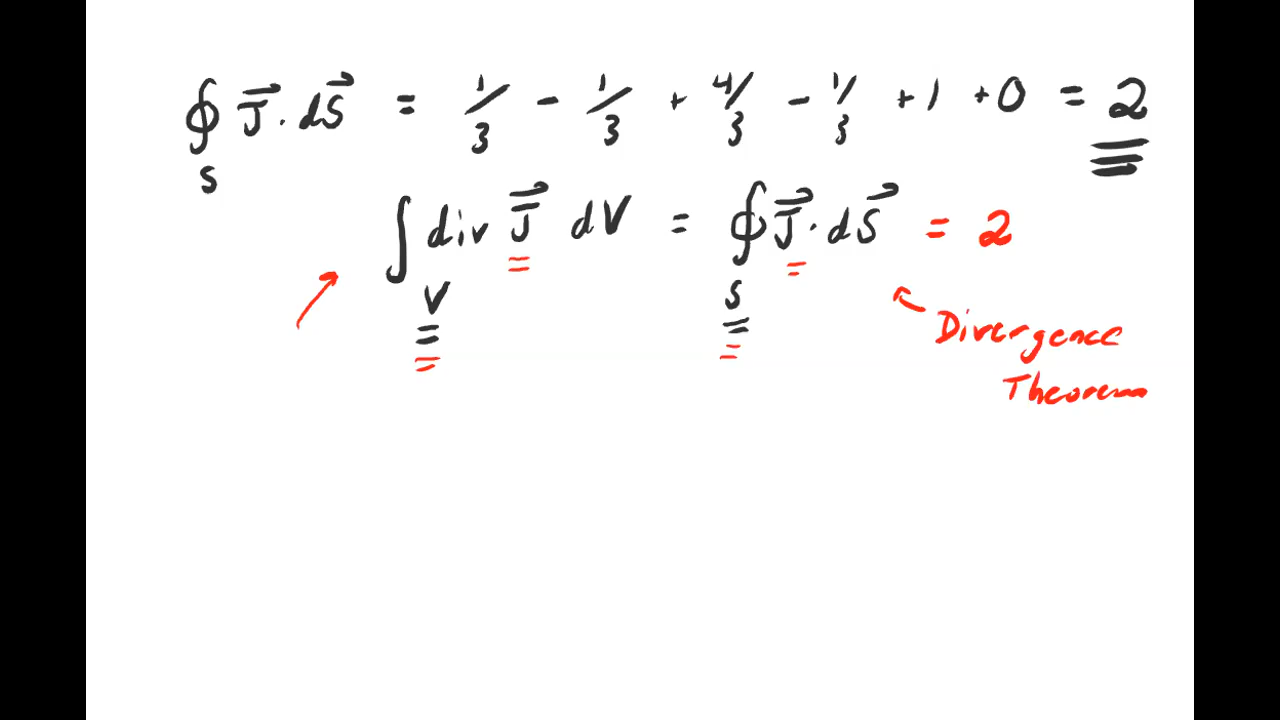 ∮_S J⃗ · dS⃗ = 1/3 - 1/3 + 4/3 - 1/3 + 1 + 0 = 2
∫_V div J⃗ dV = ∮_S J⃗ · dS⃗ = 2
Divergence
Theorem